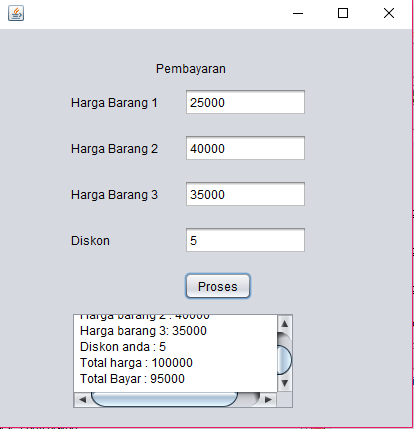 Pembayaran
Harga Barang 1 25000
Harga Barang 2 40000
Harga Barang 3 35000
Diskon 5
Proses
Harga barang 2 : 40000
Harga barang 3: 35000
Diskon anda : 5
Total harga : 100000
Total Bayar : 95000